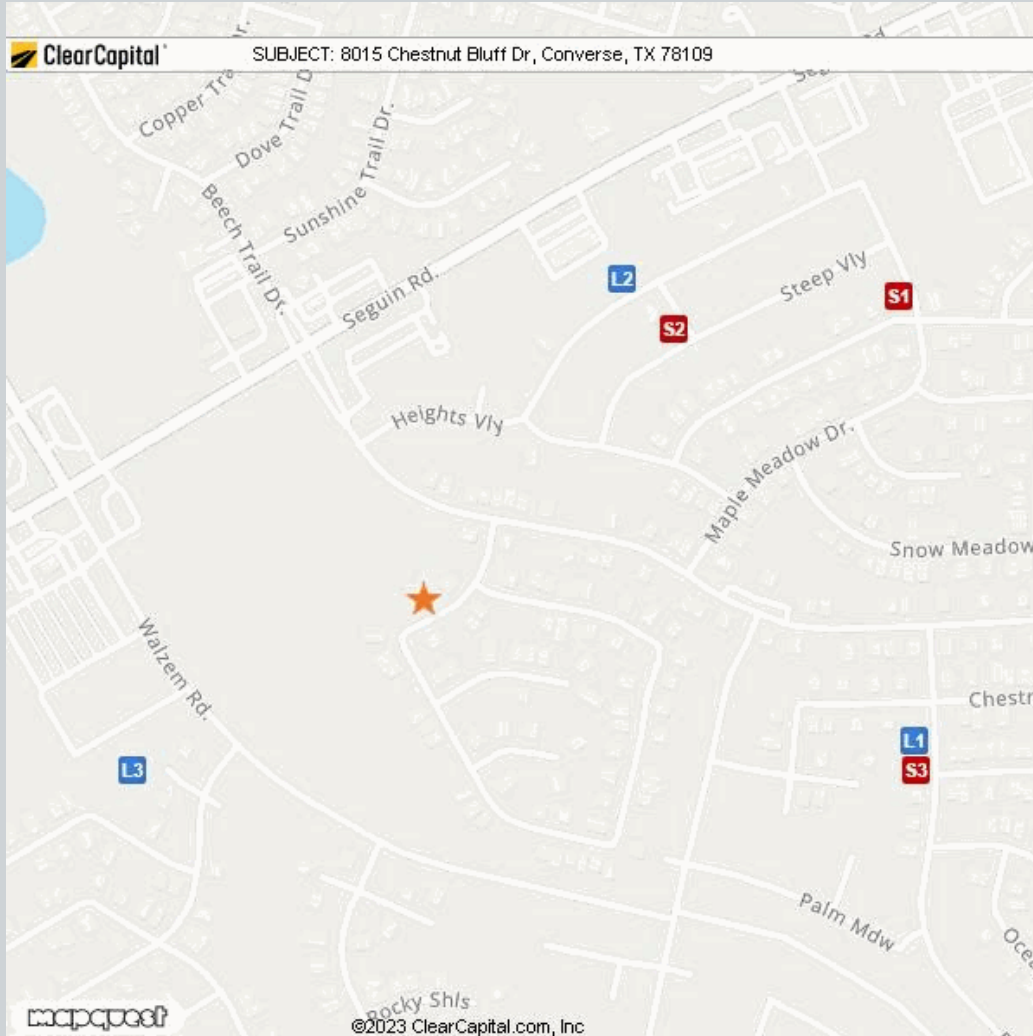 ClearCapital
SUBJECT: 8015 Chestnut Bluff Dr, Converse, TX 78109
Copper
Dove Trail
Sunshine Trail Dr.
Beech Trail Dr.
Seguin Rd.
L2
Steep Vly
S1
S2
Heights Vly
Maple Meadow Dr.
Snow Meadow
Walzem Rd.
Chestr
L1
L3
S3
Palm Mdw
Rocky Shls
mapquest
©2023 ClearCapital.com, Inc